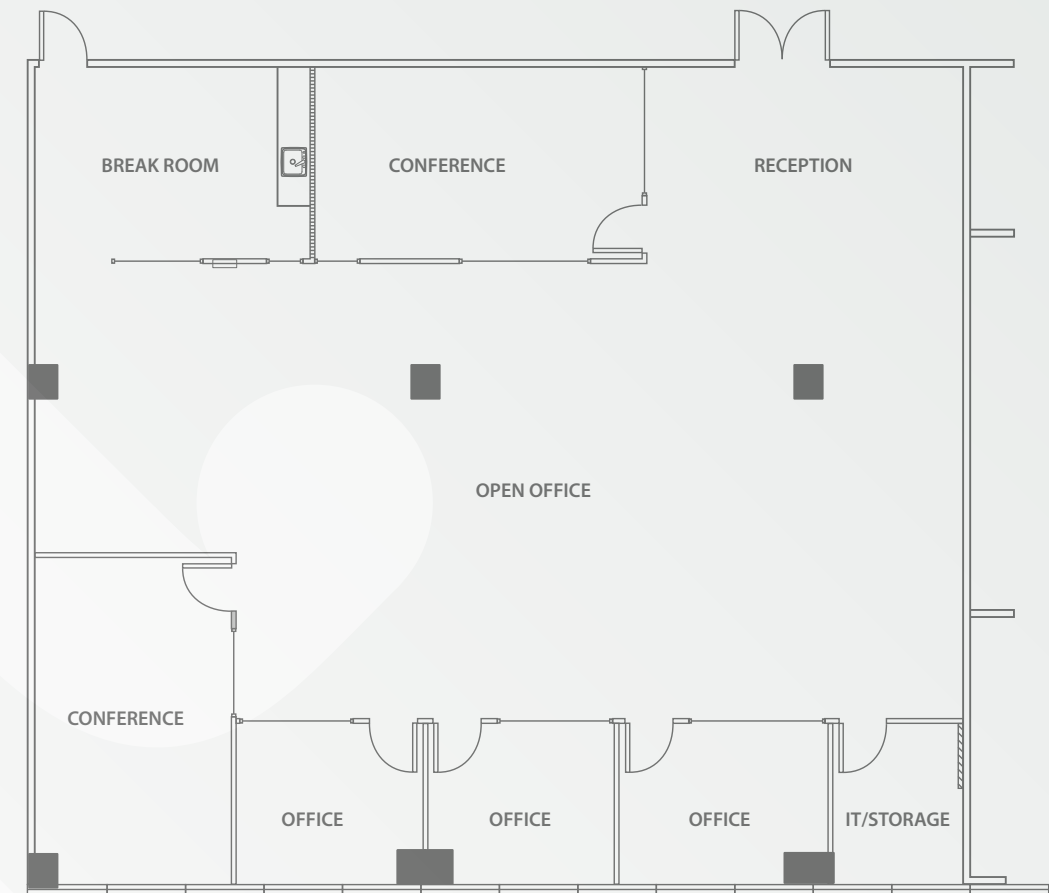 BREAK ROOM
CONFERENCE
RECEPTION
OPEN OFFICE
CONFERENCE
OFFICE
OFFICE
OFFICE
IT/STORAGE